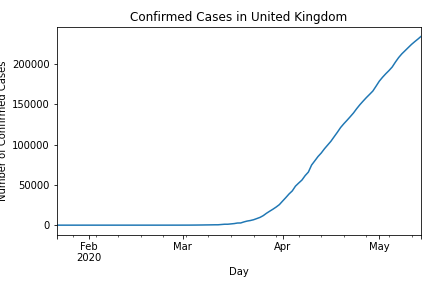 Confirmed Cases in United Kingdom
200000
150000
100000
50000
0
Number of Confirmed Cases
Feb
2020
Mar
Apr
May
Day